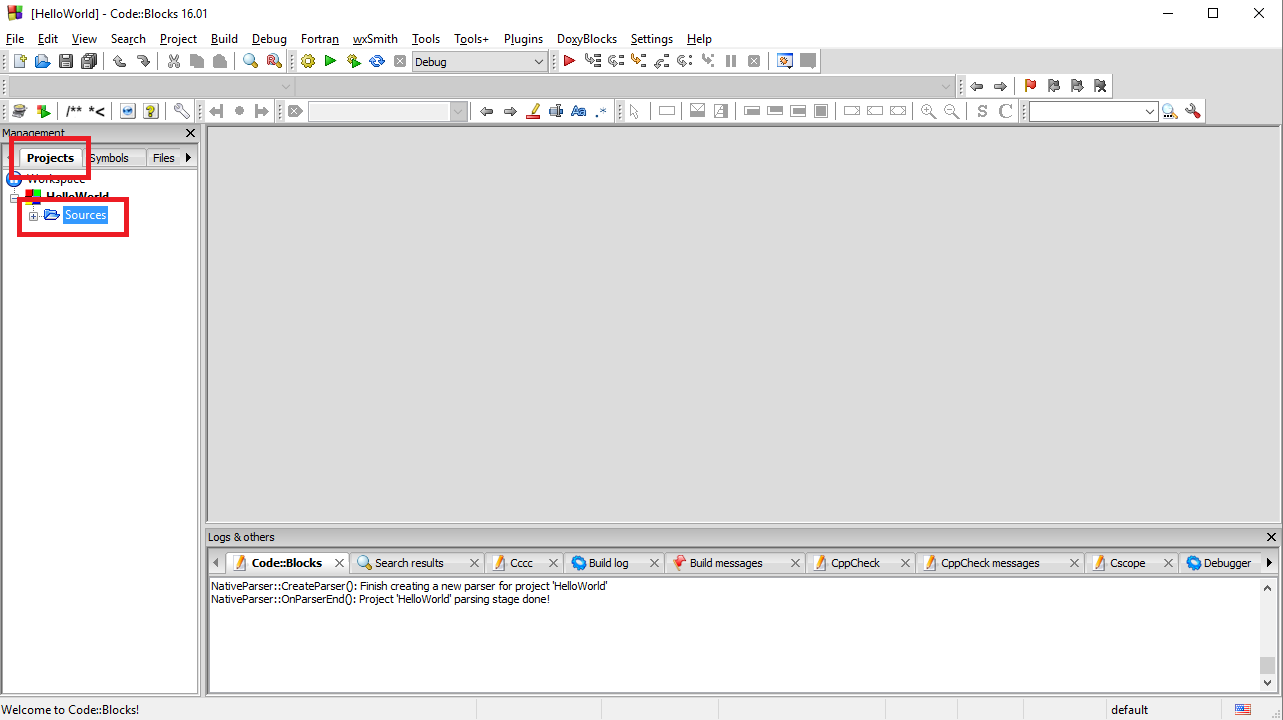 [HelloWorld] - Code::Blocks 16.01
File Edit View Search Project Build Debug Fortran wxSmith Tools Tools+ Plugins DoxyBlocks Settings Help
Debug
/** *< ? Aa .* S C
Management
Projects Symbols Files
Workspace
HelloWorld
Sources
Logs & others
Code::Blocks Search results Cccc Build log Build messages CppCheck CppCheck messages Cscope Debugger
NativeParser::CreateParser(): Finish creating a new parser for project 'HelloWorld'
NativeParser::OnParserEnd(): Project 'HelloWorld' parsing stage done!
Welcome to Code::Blocks! default